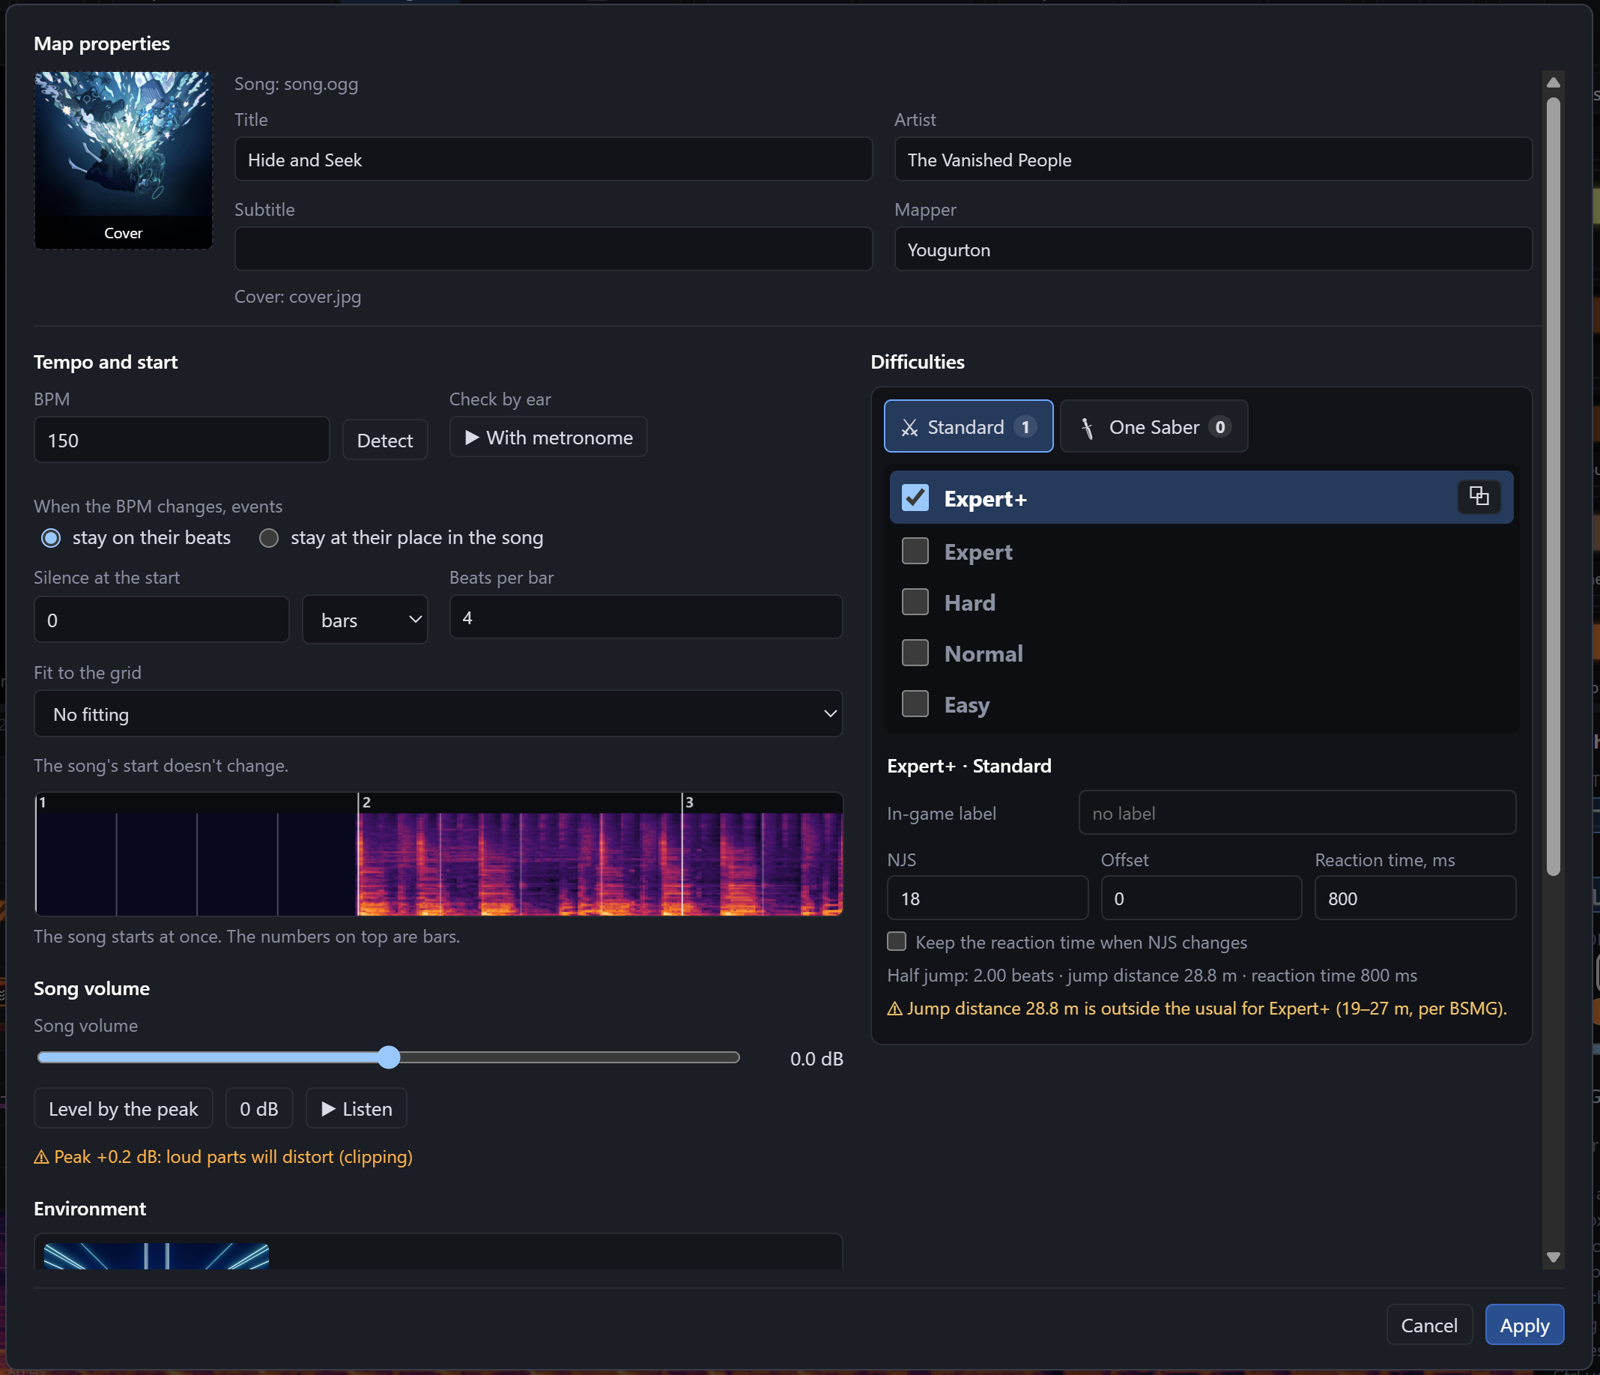 Map properties
Cover
Song: song.ogg
Title
Hide and Seek
Artist
The Vanished People
Subtitle
Mapper
Yougurton
Cover: cover.jpg
Tempo and start
BPM
150
Detect
Check by ear
▶ With metronome
When the BPM changes, events
stay on their beats
stay at their place in the song
Silence at the start
0
bars
Beats per bar
4
Fit to the grid
No fitting
The song's start doesn't change.
1
2
3
The song starts at once. The numbers on top are bars.
Song volume
Song volume
0.0 dB
Level by the peak
0 dB
▶ Listen
⚠ Peak +0.2 dB: loud parts will distort (clipping)
Environment
Difficulties
Standard 1
One Saber 0
Expert+
Expert
Hard
Normal
Easy
Expert+ · Standard
In-game label
no label
NJS
18
Offset
0
Reaction time, ms
800
Keep the reaction time when NJS changes
Half jump: 2.00 beats · jump distance 28.8 m · reaction time 800 ms
⚠ Jump distance 28.8 m is outside the usual for Expert+ (19–27 m, per BSMG).
Cancel
Apply